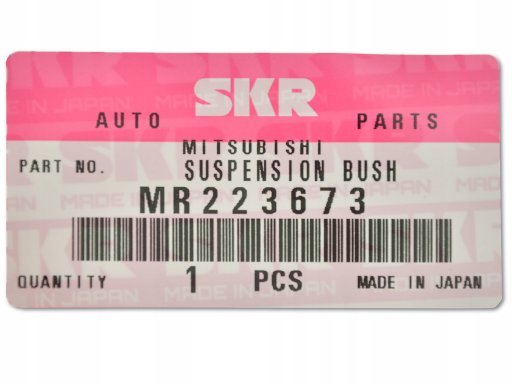 SKR
AUTO PARTS
MITSUBISHI
PART NO. SUSPENSION BUSH
MR223673
QUANTITY 1 PCS MADE IN JAPAN